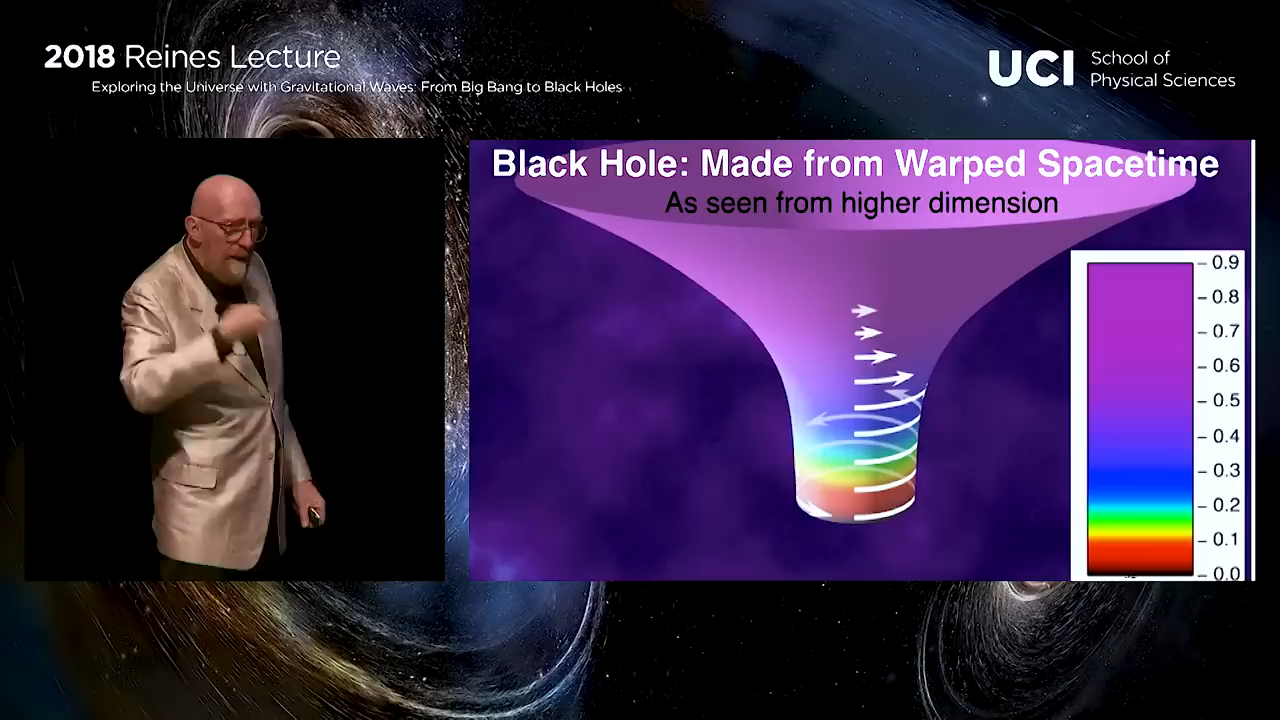 2018 Reines Lecture
Exploring the Universe with Gravitational Waves: From Big Bang to Black Holes
UCI School of
Physical Sciences
Black Hole: Made from Warped Spacetime
As seen from higher dimension
0.9
0.8
0.7
0.6
0.5
0.4
0.3
0.2
0.1
0.0